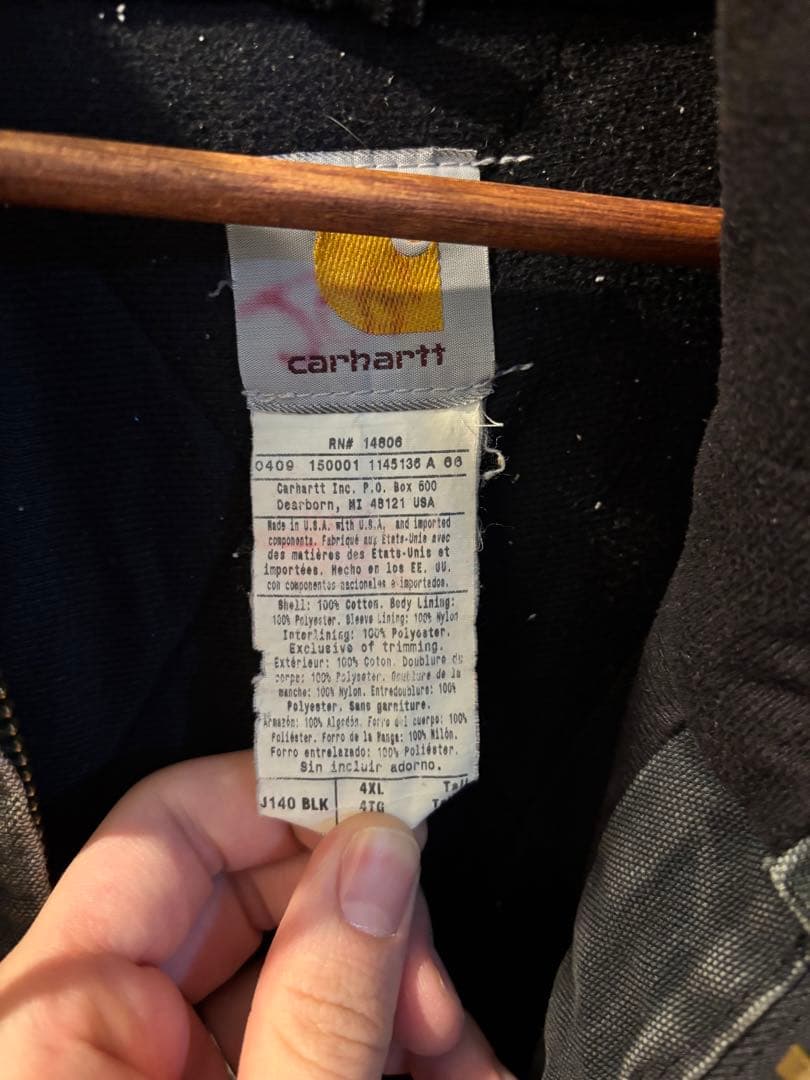 carhartt
RN# 14806
0409 150001 1145136 A 66
Carhartt Inc. P.O. Box 600
Dearborn, MI 48121 USA
Made in U.S.A. with U.S.A. and imported
components. Fabriqué aux États-Unie avec
des matières des États-Unis et
importées. Hecho en los EE. UU.
con componentes nacionales e importados.
Shell: 100% Cotton. Body Lining:
100% Polyester. Sleeve Lining: 100% Nylon
Interlining: 100% Polyester.
Exclusive of trimming.
Extérieur: 100% Coton. Doublure du
corps: 100% Polyester. Doublure de la
manche: 100% Nylon. Entredoublure: 100%
Polyester. Sans garniture.
Armazón: 100% Algodón. Forro del cuerpo: 100%
Poliéster. Forro de la Manga: 100% Nilón.
Forro entrelazado: 100% Poliéster.
Sin incluir adorno.
J140 BLK 4XL Tall
4TG